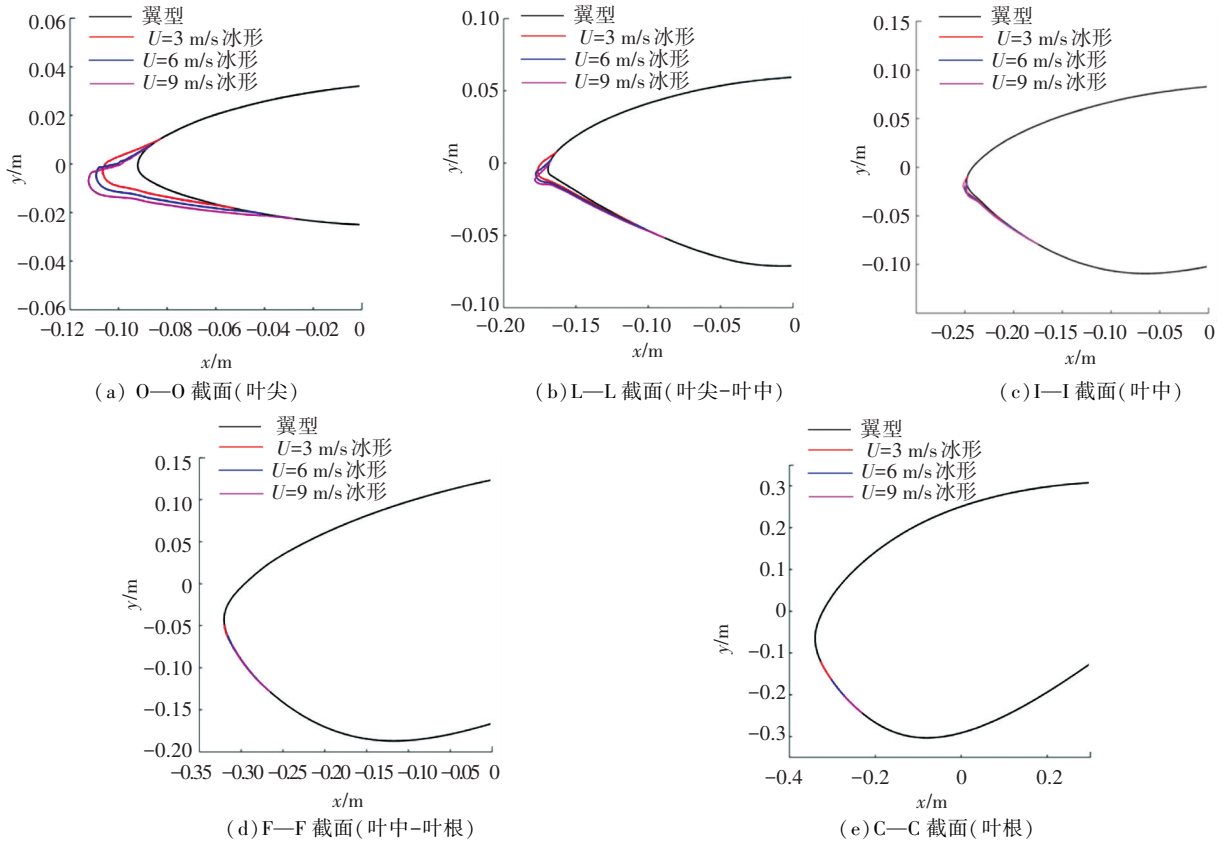 翼型
U=3 m/s 冰形
U=6 m/s 冰形
U=9 m/s 冰形
0.06
0.04
0.02
0
−0.02
−0.04
−0.06
y/m
−0.12 −0.10 −0.08 −0.06 −0.04 −0.02 0
x/m
(a) O—O 截面(叶尖)
翼型
U=3 m/s 冰形
U=6 m/s 冰形
U=9 m/s 冰形
0.10
0.05
0
−0.05
−0.10
y/m
−0.20 −0.15 −0.10 −0.05 0
x/m
(b) L—L 截面(叶尖−叶中)
翼型
U=3 m/s 冰形
U=6 m/s 冰形
U=9 m/s 冰形
0.15
0.10
0.05
0
−0.05
−0.10
y/m
−0.25 −0.20 −0.15 −0.10 −0.05 0
x/m
(c) I—I 截面(叶中)
翼型
U=3 m/s 冰形
U=6 m/s 冰形
U=9 m/s 冰形
0.15
0.10
0.05
0
−0.05
−0.10
−0.15
−0.20
y/m
−0.35 −0.30 −0.25 −0.20 −0.15 −0.10 −0.05 0
x/m
(d) F—F 截面(叶中−叶根)
翼型
U=3 m/s 冰形
U=6 m/s 冰形
U=9 m/s 冰形
0.3
0.2
0.1
0
−0.1
−0.2
−0.3
y/m
−0.4 −0.2 0 0.2
x/m
(e) C—C 截面(叶根)